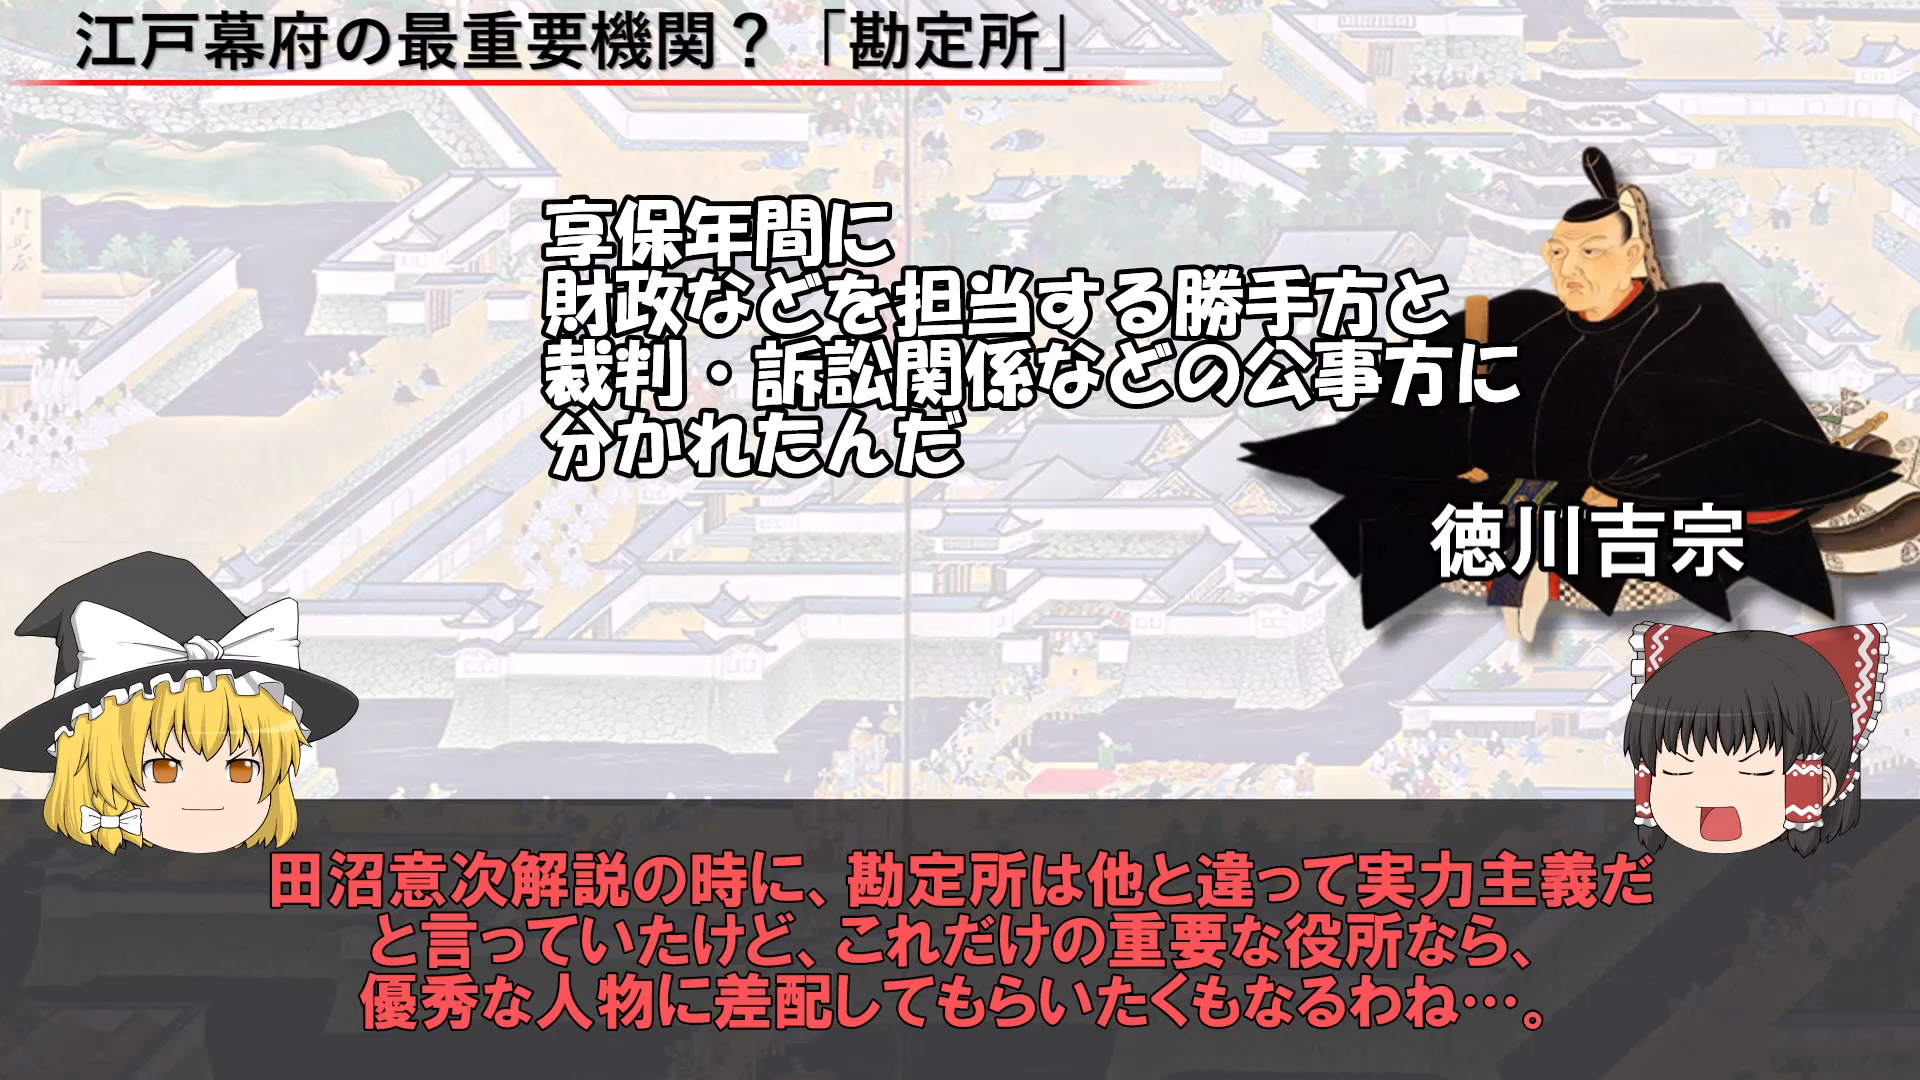 江戸幕府の最重要機関？「勘定所」
享保年間に
財政などを担当する勝手方と
裁判・訴訟関係などの公事方に
分かれたんだ
徳川吉宗
田沼意次解説の時に、勘定所は他と違って実力主義だ
と言っていたけど、これだけの重要な役所なら、
優秀な人物に差配してもらいたくもなるわね…。